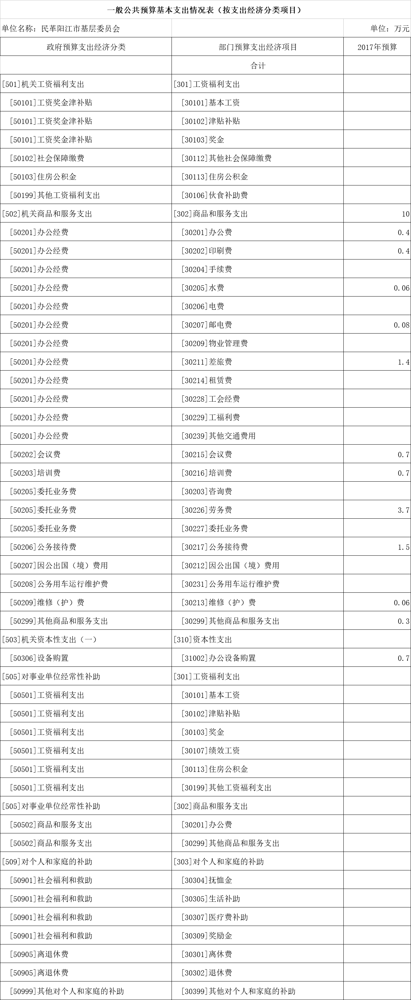 一般公共预算基本支出情况表（按支出经济分类项目）
单位名称：民革阳江市基层委员会 单位：万元
政府预算支出经济分类 部门预算支出经济项目 2017年预算
合计
[501]机关工资福利支出 [301]工资福利支出
[50101]工资奖金津补贴 [30101]基本工资
[50101]工资奖金津补贴 [30102]津贴补贴
[50101]工资奖金津补贴 [30103]奖金
[50102]社会保障缴费 [30112]其他社会保障缴费
[50103]住房公积金 [30113]住房公积金
[50199]其他工资福利支出 [30106]伙食补助费
[502]机关商品和服务支出 [302]商品和服务支出 10
[50201]办公经费 [30201]办公费 0.4
[50201]办公经费 [30202]印刷费 0.4
[50201]办公经费 [30204]手续费
[50201]办公经费 [30205]水费 0.06
[50201]办公经费 [30206]电费
[50201]办公经费 [30207]邮电费 0.08
[50201]办公经费 [30209]物业管理费
[50201]办公经费 [30211]差旅费 1.4
[50201]办公经费 [30214]租赁费
[50201]办公经费 [30228]工会经费
[50201]办公经费 [30229]工福利费
[50201]办公经费 [30239]其他交通费用
[50202]会议费 [30215]会议费 0.7
[50203]培训费 [30216]培训费 0.7
[50205]委托业务费 [30203]咨询费
[50205]委托业务费 [30226]劳务费 3.7
[50205]委托业务费 [30227]委托业务费
[50206]公务接待费 [30217]公务接待费 1.5
[50207]因公出国（境）费用 [30212]因公出国（境）费用
[50208]公务用车运行维护费 [30231]公务用车运行维护费
[50209]维修（护）费 [30213]维修（护）费 0.06
[50299]其他商品和服务支出 [30299]其他商品和服务支出 0.3
[503]机关资本性支出（一） [310]资本性支出
[50306]设备购置 [31002]办公设备购置 0.7
[505]对事业单位经常性补助 [301]工资福利支出
[50501]工资福利支出 [30101]基本工资
[50501]工资福利支出 [30102]津贴补贴
[50501]工资福利支出 [30103]奖金
[50501]工资福利支出 [30107]绩效工资
[50501]工资福利支出 [30113]住房公积金
[50501]工资福利支出 [30199]其他工资福利支出
[505]对事业单位经常性补助 [302]商品和服务支出
[50502]商品和服务支出 [30201]办公费
[50502]商品和服务支出 [30299]其他商品和服务支出
[509]对个人和家庭的补助 [303]对个人和家庭的补助
[50901]社会福利和救助 [30304]抚恤金
[50901]社会福利和救助 [30305]生活补助
[50901]社会福利和救助 [30307]医疗费补助
[50901]社会福利和救助 [30309]奖励金
[50905]离退休费 [30301]离休费
[50905]离退休费 [30302]退休费
[50999]其他对个人和家庭的补助 [30399]其他对个人和家庭的补助